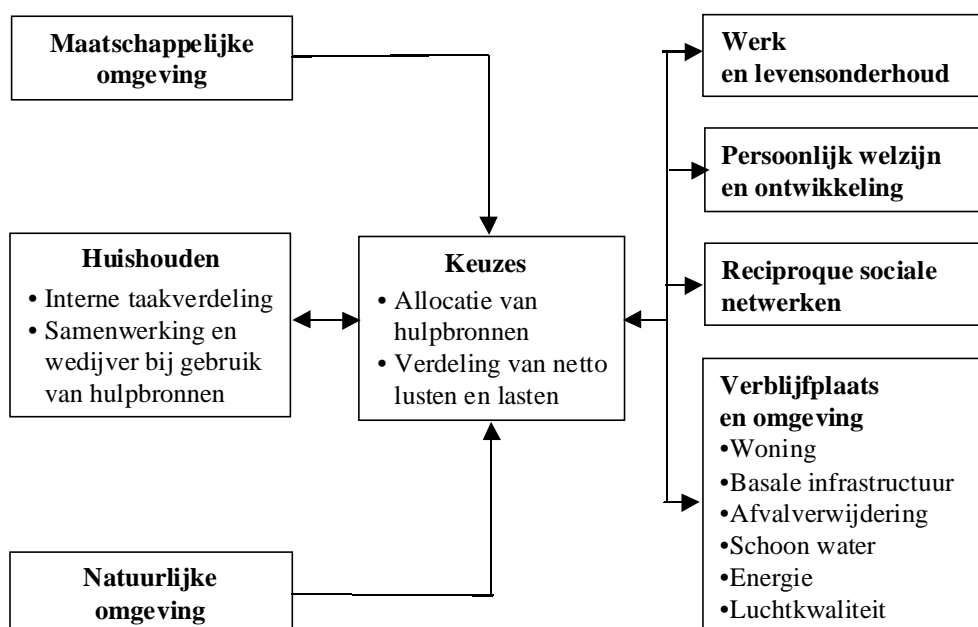 Maatschappelijke
omgeving
Huishouden
• Interne taakverdeling
• Samenwerking en
wedijver bij gebruik
van hulpbronnen
Natuurlijke
omgeving
Keuzes
• Allocatie van
hulpbronnen
• Verdeling van netto
lusten en lasten
Werk
en levensonderhoud
Persoonlijk welzijn
en ontwikkeling
Reciproque sociale
netwerken
Verblijfplaats
en omgeving
•Woning
•Basale infrastructuur
•Afvalverwijdering
•Schoon water
•Energie
•Luchtkwaliteit